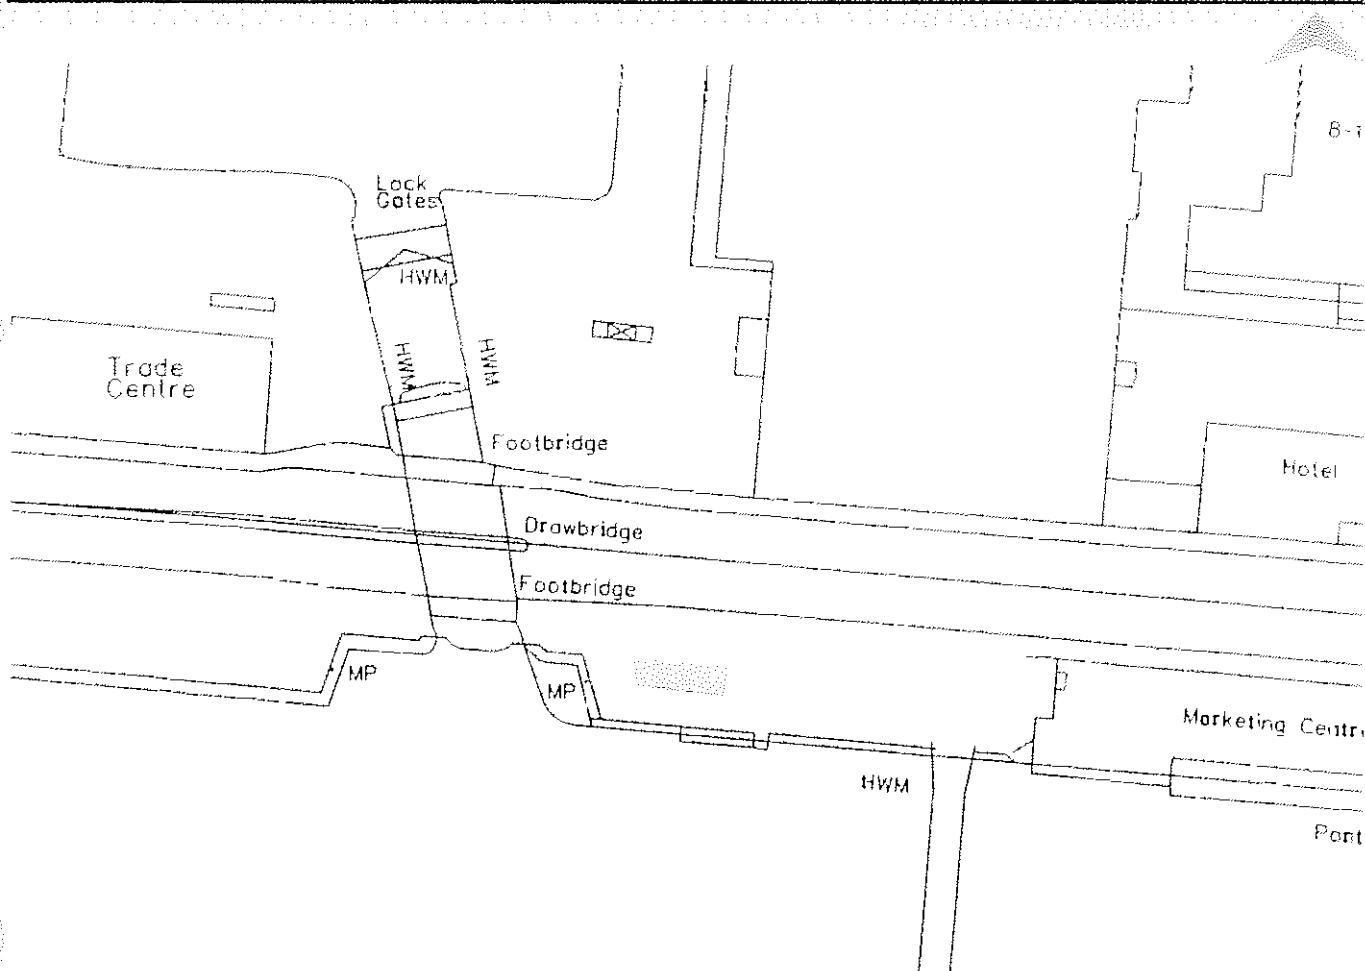 Lock
Gates
HWM
HWM
HWM
Trade
Centre
Footbridge
Hotel
Drawbridge
Footbridge
MP
MP
Marketing Centr
HWM
Pont